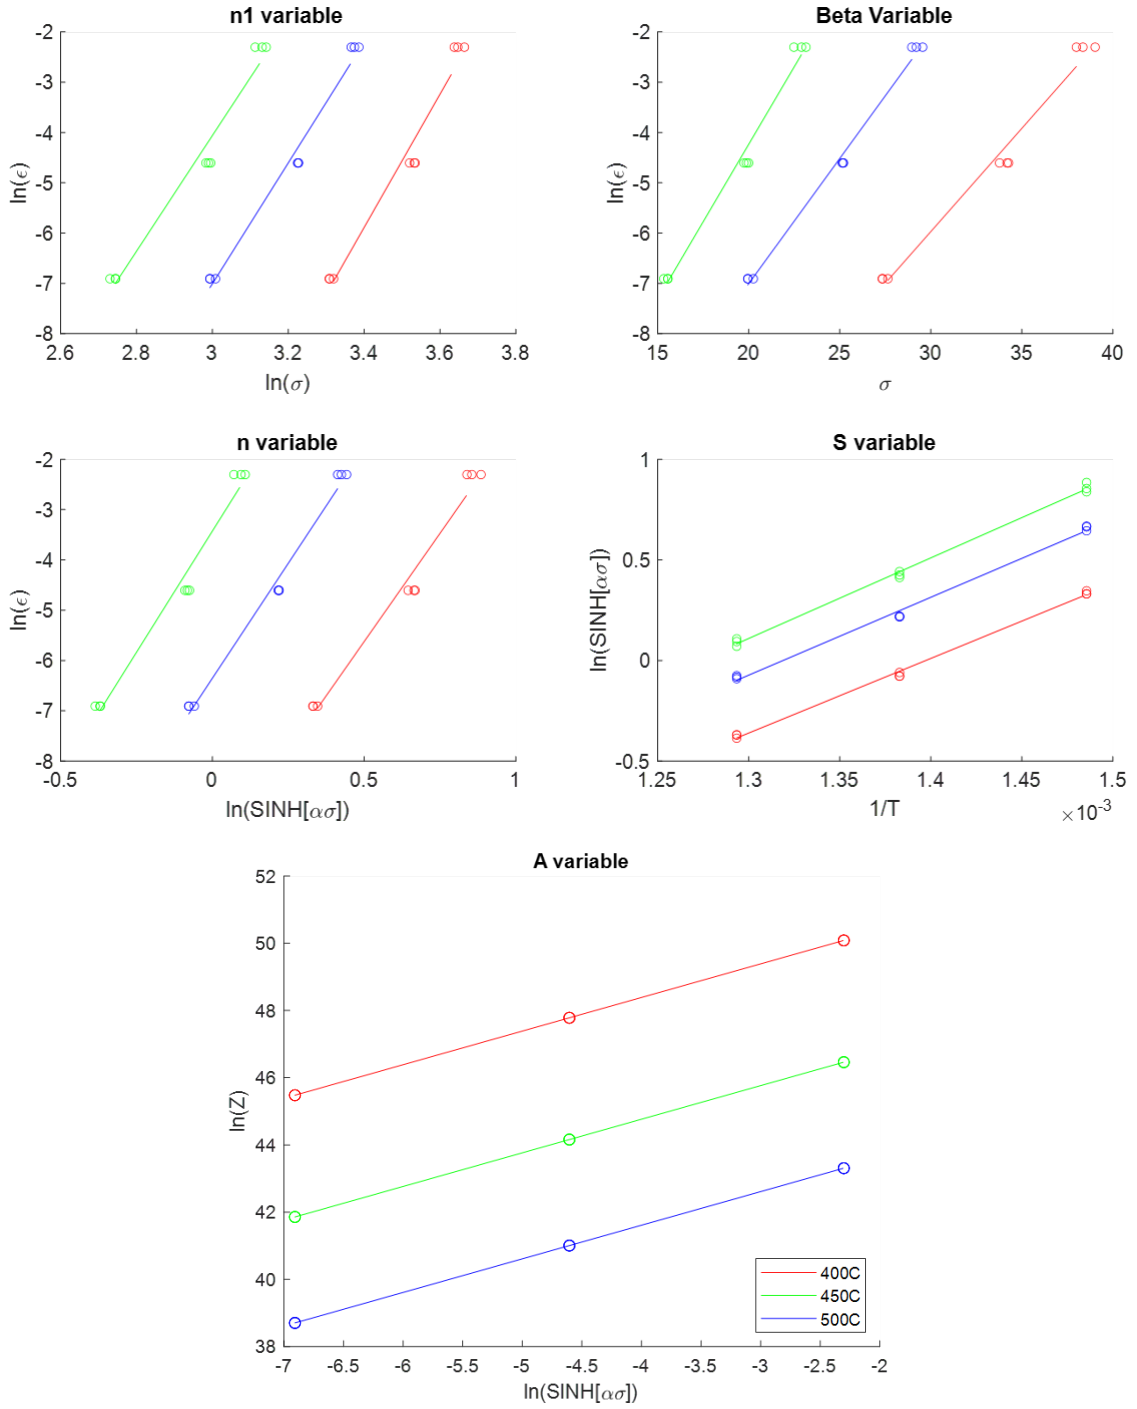 n1 variable
-2
-3
-4
-5
-6
-7
-8
ln(ϵ)
2.6 2.8 3 3.2 3.4 3.6 3.8
ln(σ)
Beta Variable
-2
-3
-4
-5
-6
-7
-8
ln(ϵ)
15 20 25 30 35 40
σ
n variable
-2
-3
-4
-5
-6
-7
-8
ln(ϵ)
-0.5 0 0.5 1
ln(SINH[ασ])
S variable
1
0.5
0
-0.5
ln(SINH[ασ])
1.25 1.3 1.35 1.4 1.45 1.5
1/T
×10-3
A variable
52
50
48
46
44
42
40
38
ln(Z)
-7 -6.5 -6 -5.5 -5 -4.5 -4 -3.5 -3 -2.5 -2
ln(SINH[ασ])
400C
450C
500C